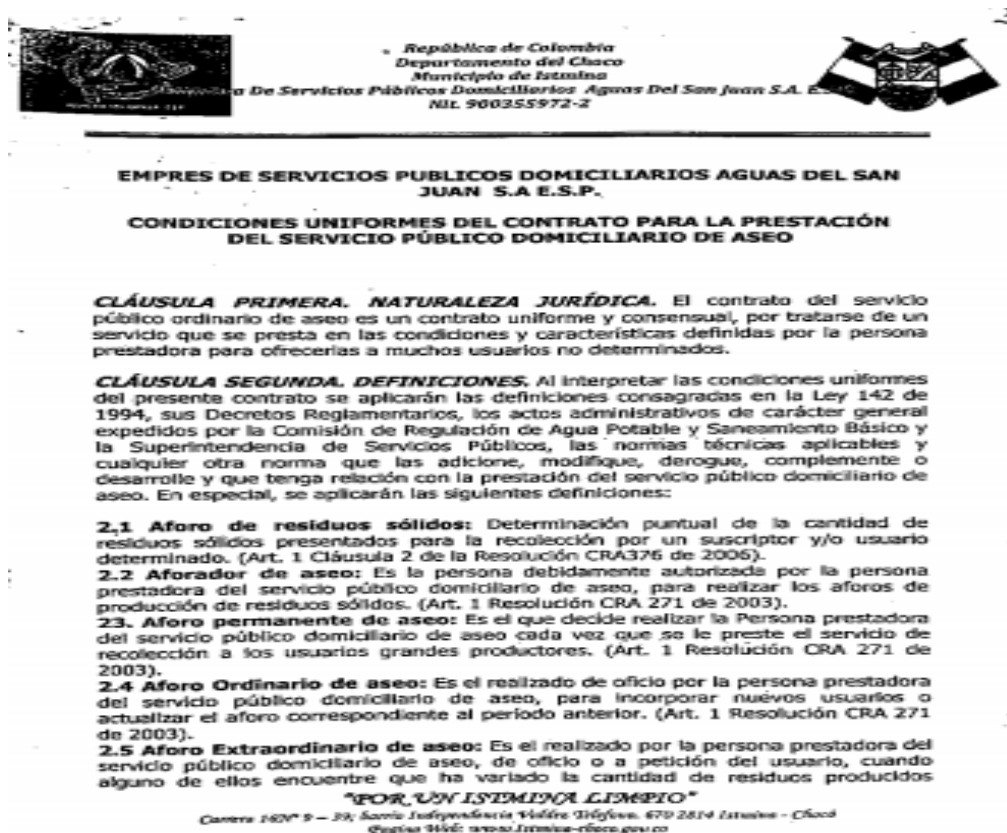 República de Colombia
Departamento del Choco
Municipio de Istmina
De Servicios Públicos Domiciliarios Aguas Del San Juan S.A.
Nit. 900355972-2
EMPRES DE SERVICIOS PUBLICOS DOMICILIARIOS AGUAS DEL SAN
JUAN S.A E.S.P.
CONDICIONES UNIFORMES DEL CONTRATO PARA LA PRESTACIÓN
DEL SERVICIO PÚBLICO DOMICILIARIO DE ASEO
CLÁUSULA PRIMERA. NATURALEZA JURÍDICA. El contrato del servicio
público ordinario de aseo es un contrato uniforme y consensual, por tratarse de un
servicio que se presta en las condiciones y características definidas por la persona
prestadora para ofrecerlas a muchos usuarios no determinados.
CLÁUSULA SEGUNDA. DEFINICIONES. Al interpretar las condiciones uniformes
del presente contrato se aplicarán las definiciones consagradas en la Ley 142 de
1994, sus Decretos Reglamentarios, los actos administrativos de carácter general
expedidos por la Comisión de Regulación de Agua Potable y Saneamiento Básico y
la Superintendencia de Servicios Públicos, las normas técnicas aplicables y
cualquier otra norma que las adicione, modifique, derogue, complemente o
desarrolle y que tenga relación con la prestación del servicio público domiciliario de
aseo. En especial, se aplicarán las siguientes definiciones:
2.1 Aforo de residuos sólidos: Determinación puntual de la cantidad de
residuos sólidos presentados para la recolección por un suscriptor y/o usuario
determinado. (Art. 1 Cláusula 2 de la Resolución CRA376 de 2006).
2.2 Aforador de aseo: Es la persona debidamente autorizada por la persona
prestadora del servicio público domiciliario de aseo, para realizar los aforos de
producción de residuos sólidos. (Art. 1 Resolución CRA 271 de 2003).
23. Aforo permanente de aseo: Es el que decide realizar la Persona prestadora
del servicio público domiciliario de aseo cada vez que se le preste el servicio de
recolección a los usuarios grandes productores. (Art. 1 Resolución CRA 271 de
2003).
2.4 Aforo Ordinario de aseo: Es el realizado de oficio por la persona prestadora
del servicio público domiciliario de aseo, para incorporar nuevos usuarios o
actualizar el aforo correspondiente al período anterior. (Art. 1 Resolución CRA 271
de 2003).
2.5 Aforo Extraordinario de aseo: Es el realizado por la persona prestadora del
servicio público domiciliario de aseo, de oficio o a petición del usuario, cuando
alguno de ellos encuentre que ha variado la cantidad de residuos producidos
"POR UN ISTMINA LIMPIO"
Carrera 9 – 39; Barrio Independencia Teléfono. 670 2814 Istmina - Chocó
Pagina Web: www.Istmina-choco.gov.co